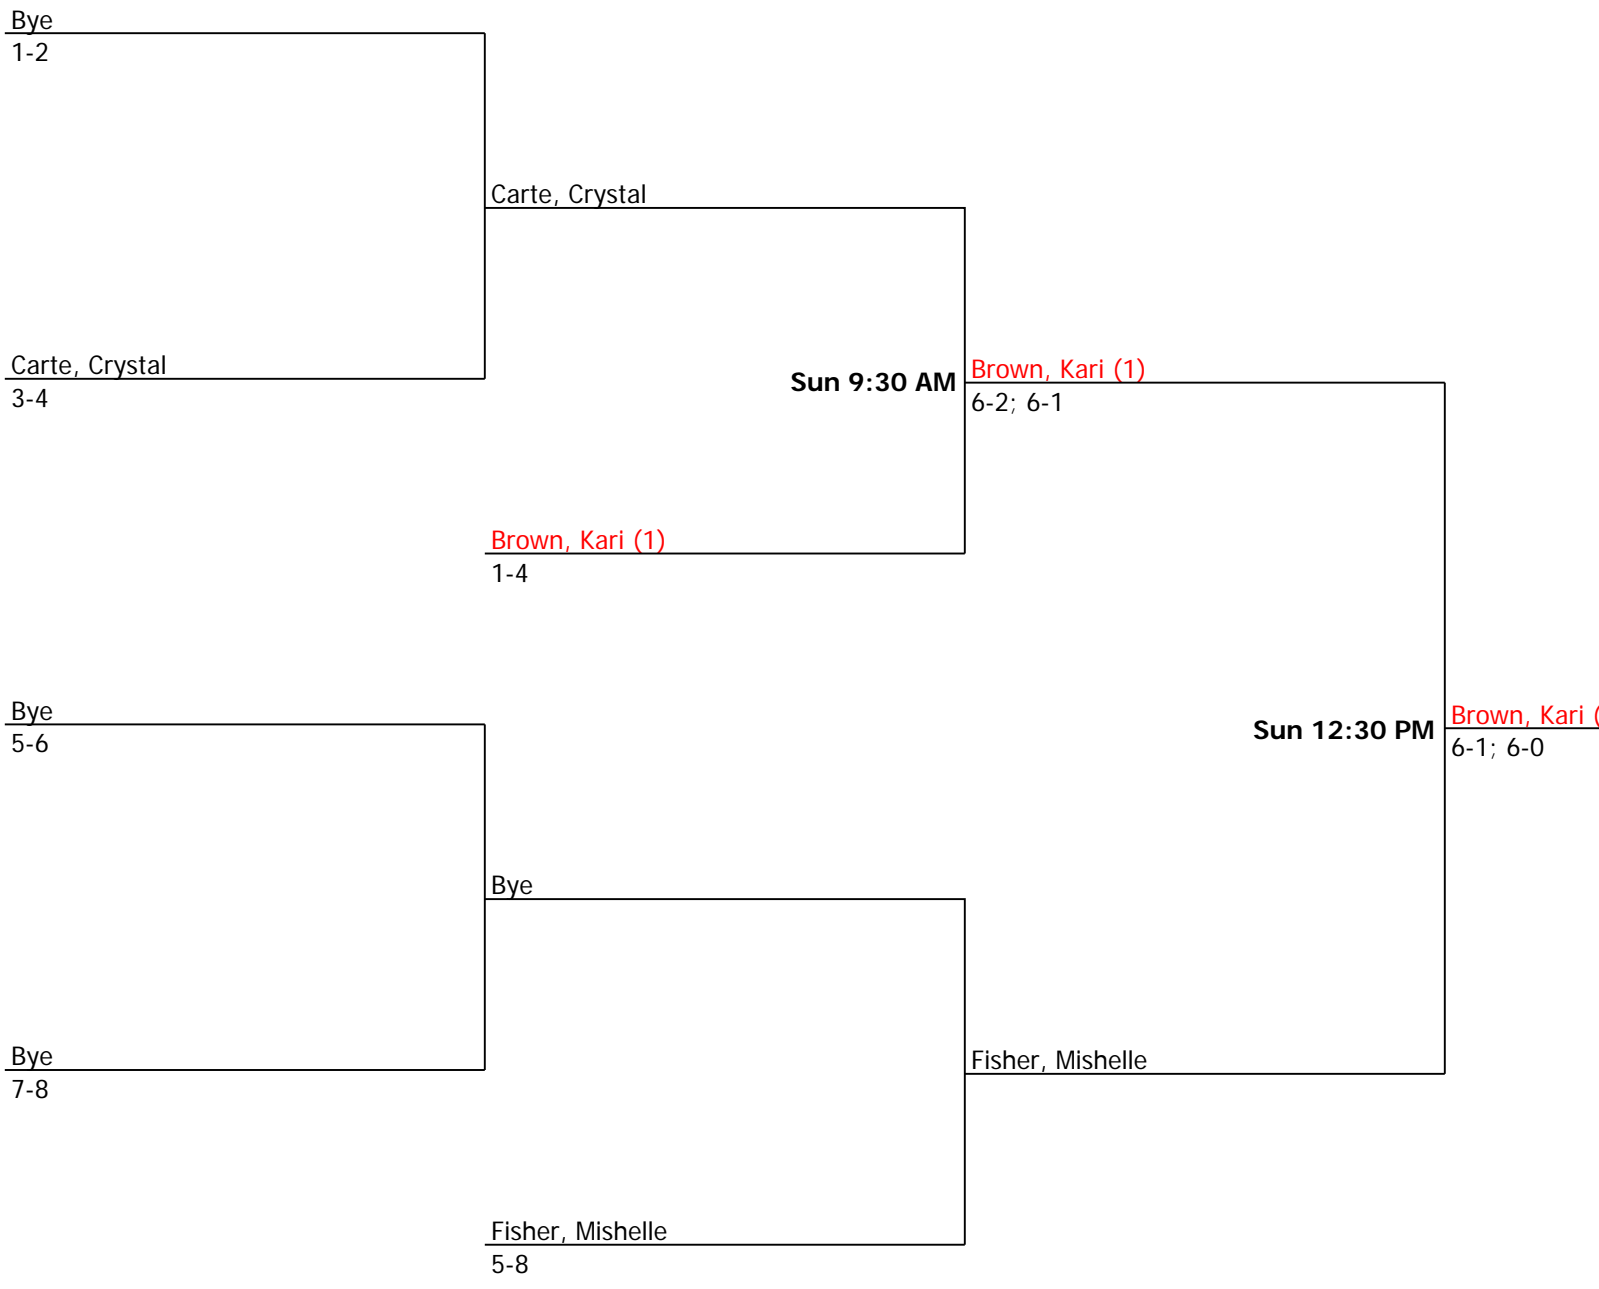 Bye
1-2
Carte, Crystal
Carte, Crystal
3-4
Sun 9:30 AM
Brown, Kari (1)
6-2; 6-1
Brown, Kari (1)
1-4
Bye
5-6
Sun 12:30 PM
Brown, Kari (
6-1; 6-0
Bye
Bye
7-8
Fisher, Mishelle
Fisher, Mishelle
5-8